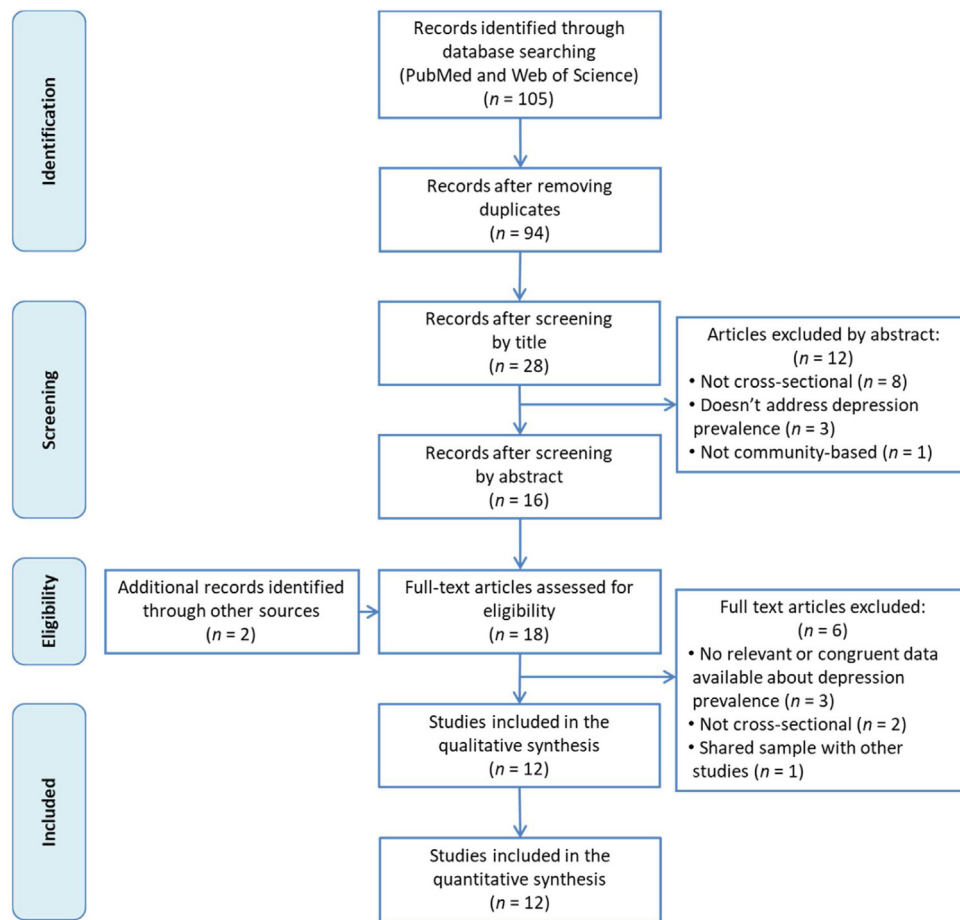 Identification
Records identified through
database searching
(PubMed and Web of Science)
(n = 105)
Records after removing
duplicates
(n = 94)
Screening
Records after screening
by title
(n = 28)
Articles excluded by abstract:
(n = 12)
• Not cross-sectional (n = 8)
• Doesn’t address depression
prevalence (n = 3)
• Not community-based (n = 1)
Records after screening
by abstract
(n = 16)
Eligibility
Additional records identified
through other sources
(n = 2)
Full-text articles assessed for
eligibility
(n = 18)
Full text articles excluded:
(n = 6)
• No relevant or congruent data
available about depression
prevalence (n = 3)
• Not cross-sectional (n = 2)
• Shared sample with other
studies (n = 1)
Included
Studies included in the
qualitative synthesis
(n = 12)
Studies included in the
quantitative synthesis
(n = 12)